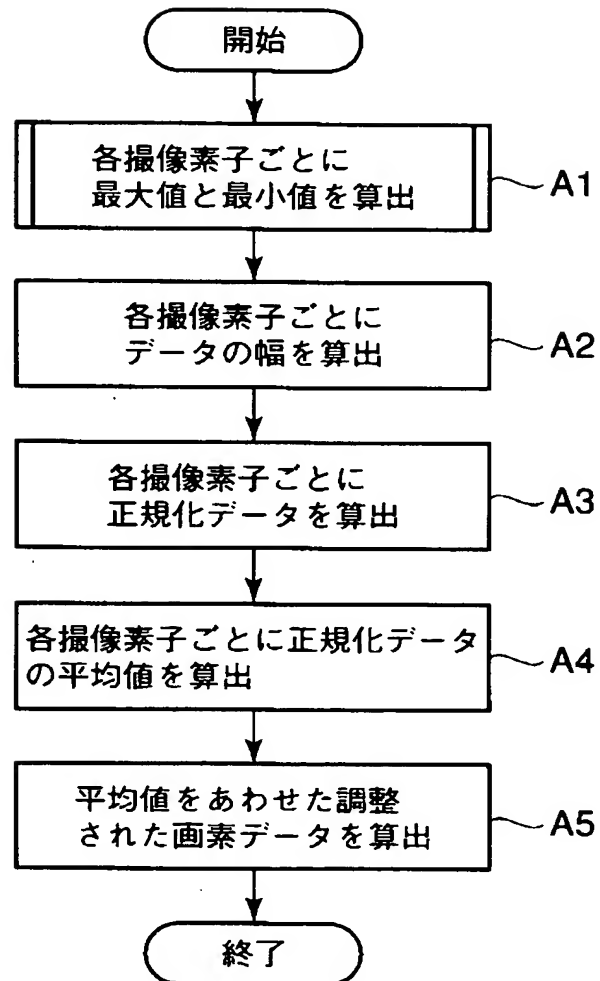 開始
各撮像素子ごとに
最大値と最小値を算出
A1
各撮像素子ごとに
データの幅を算出
A2
各撮像素子ごとに
正規化データを算出
A3
各撮像素子ごとに正規化データ
の平均値を算出
A4
平均値をあわせた調整
された画素データを算出
A5
終了